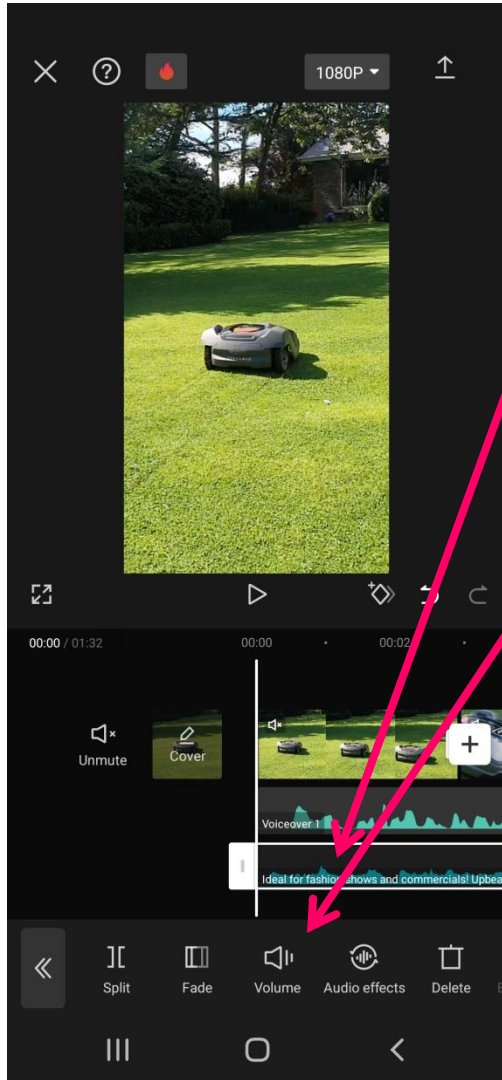 1080P
00:00 / 01:32
00:00
00:02
Unmute
Cover
Voiceover 1
Ideal for fashion shows and commercials! Upbea
Split
Fade
Volume
Audio effects
Delete